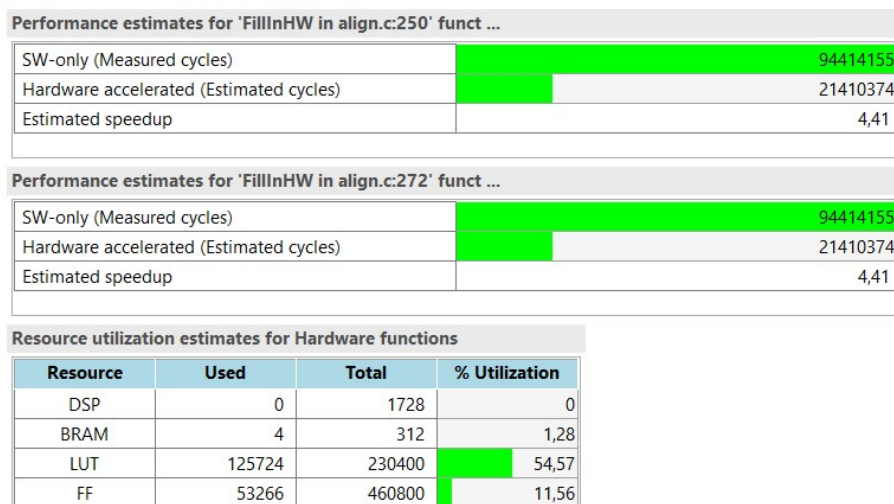 Performance estimates for 'FillInHW in align.c:250' funct ...
SW-only (Measured cycles) 94414155
Hardware accelerated (Estimated cycles) 21410374
Estimated speedup 4,41
Performance estimates for 'FillInHW in align.c:272' funct ...
SW-only (Measured cycles) 94414155
Hardware accelerated (Estimated cycles) 21410374
Estimated speedup 4,41
Resource utilization estimates for Hardware functions
Resource Used Total % Utilization
DSP 0 1728 0
BRAM 4 312 1,28
LUT 125724 230400 54,57
FF 53266 460800 11,56